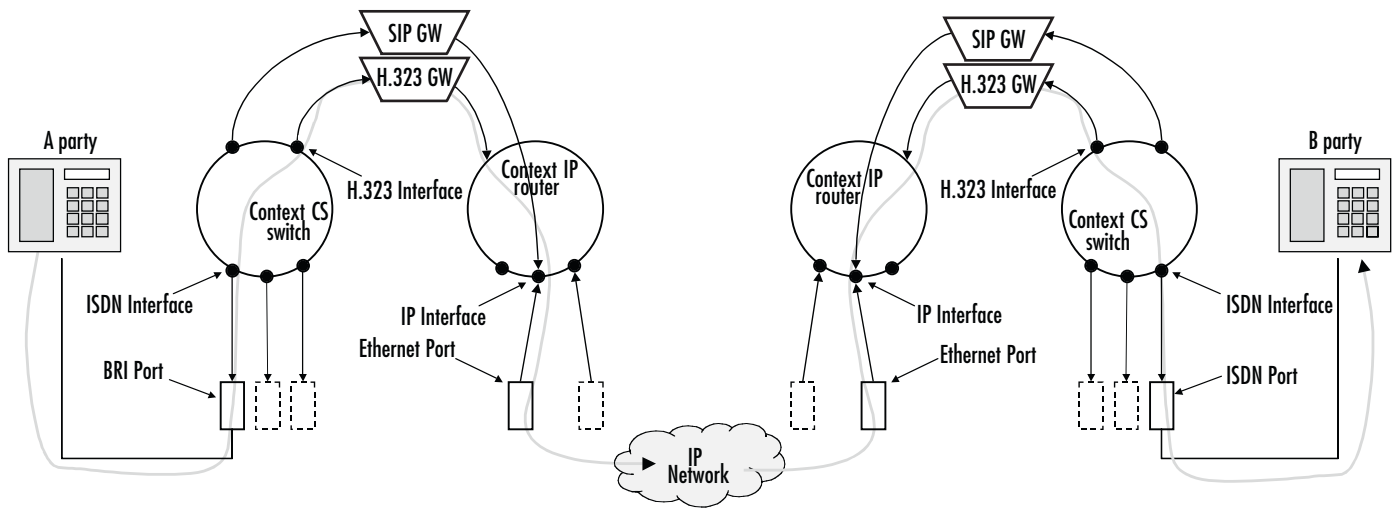 SIP GW
H.323 GW
A party
H.323 Interface
Context CS
switch
Context IP
router
ISDN Interface
IP Interface
Ethernet Port
BRI Port
IP
Network
SIP GW
H.323 GW
B party
Context IP
router
H.323 Interface
Context CS
switch
IP Interface
ISDN Interface
Ethernet Port
ISDN Port